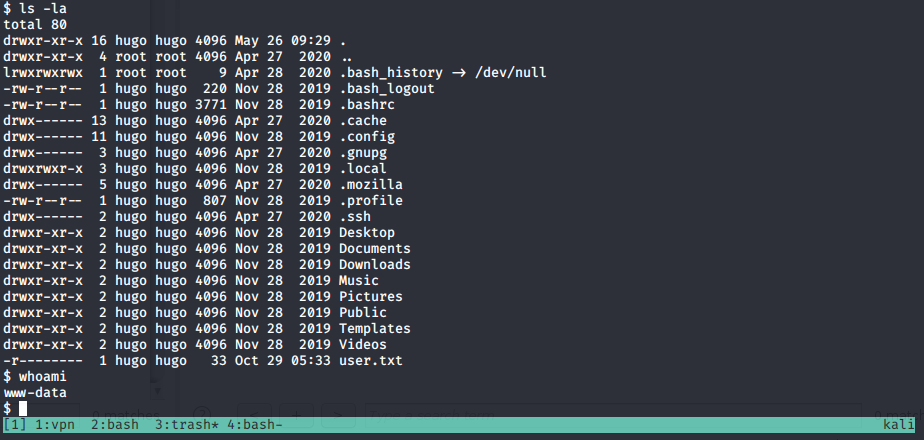 $ ls -la
total 80
drwxr-xr-x 16 hugo hugo 4096 May 26 09:29 .
drwxr-xr-x  4 root root 4096 Apr 27  2020 ..
lrwxrwxrwx  1 root root    9 Apr 28  2020 .bash_history → /dev/null
-rw-r--r--  1 hugo hugo  220 Nov 28  2019 .bash_logout
-rw-r--r--  1 hugo hugo 3771 Nov 28  2019 .bashrc
drwx------ 13 hugo hugo 4096 Apr 27  2020 .cache
drwx------ 11 hugo hugo 4096 Nov 28  2019 .config
drwx------  3 hugo hugo 4096 Apr 27  2020 .gnupg
drwxrwxr-x  3 hugo hugo 4096 Nov 28  2019 .local
drwx------  5 hugo hugo 4096 Apr 27  2020 .mozilla
-rw-r--r--  1 hugo hugo  807 Nov 28  2019 .profile
drwx------  2 hugo hugo 4096 Apr 27  2020 .ssh
drwxr-xr-x  2 hugo hugo 4096 Nov 28  2019 Desktop
drwxr-xr-x  2 hugo hugo 4096 Nov 28  2019 Documents
drwxr-xr-x  2 hugo hugo 4096 Nov 28  2019 Downloads
drwxr-xr-x  2 hugo hugo 4096 Nov 28  2019 Music
drwxr-xr-x  2 hugo hugo 4096 Nov 28  2019 Pictures
drwxr-xr-x  2 hugo hugo 4096 Nov 28  2019 Public
drwxr-xr-x  2 hugo hugo 4096 Nov 28  2019 Templates
drwxr-xr-x  2 hugo hugo 4096 Nov 28  2019 Videos
-r--------  1 hugo hugo   33 Oct 29 05:33 user.txt
$ whoami
www-data
$
[1] 1:vpn  2:bash  3:trash* 4:bash- kali